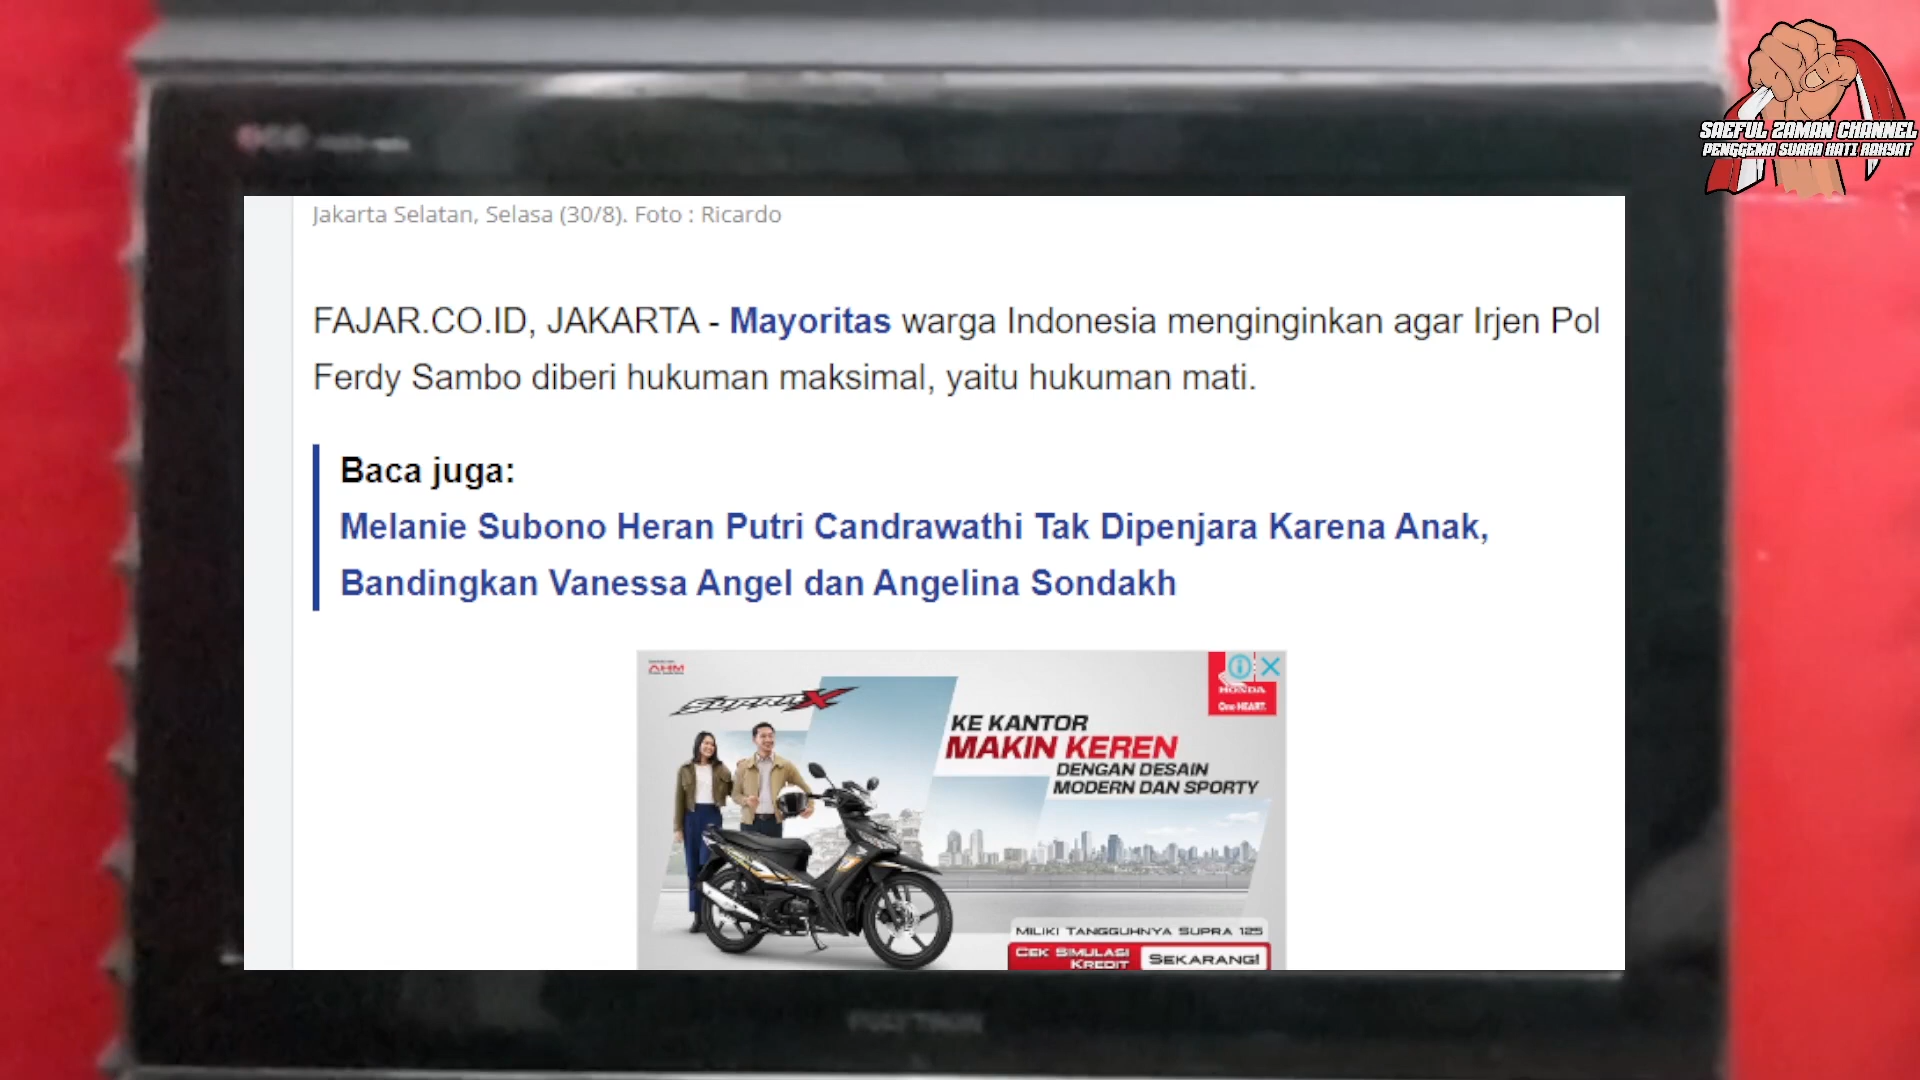 SAEFUL ZAMAN CHANNEL
PENGGEMA SUARA HATI RAKYAT
Jakarta Selatan, Selasa (30/8). Foto : Ricardo
FAJAR.CO.ID, JAKARTA - Mayoritas warga Indonesia menginginkan agar Irjen Pol
Ferdy Sambo diberi hukuman maksimal, yaitu hukuman mati.
Baca juga:
Melanie Subono Heran Putri Candrawathi Tak Dipenjara Karena Anak,
Bandingkan Vanessa Angel dan Angelina Sondakh
AHM
SUPRA X
HONDA
One HEART.
KE KANTOR
MAKIN KEREN
DENGAN DESAIN
MODERN DAN SPORTY
MILIKI TANGGUHNYA SUPRA 125
CEK SIMULASI
KREDIT
SEKARANG!